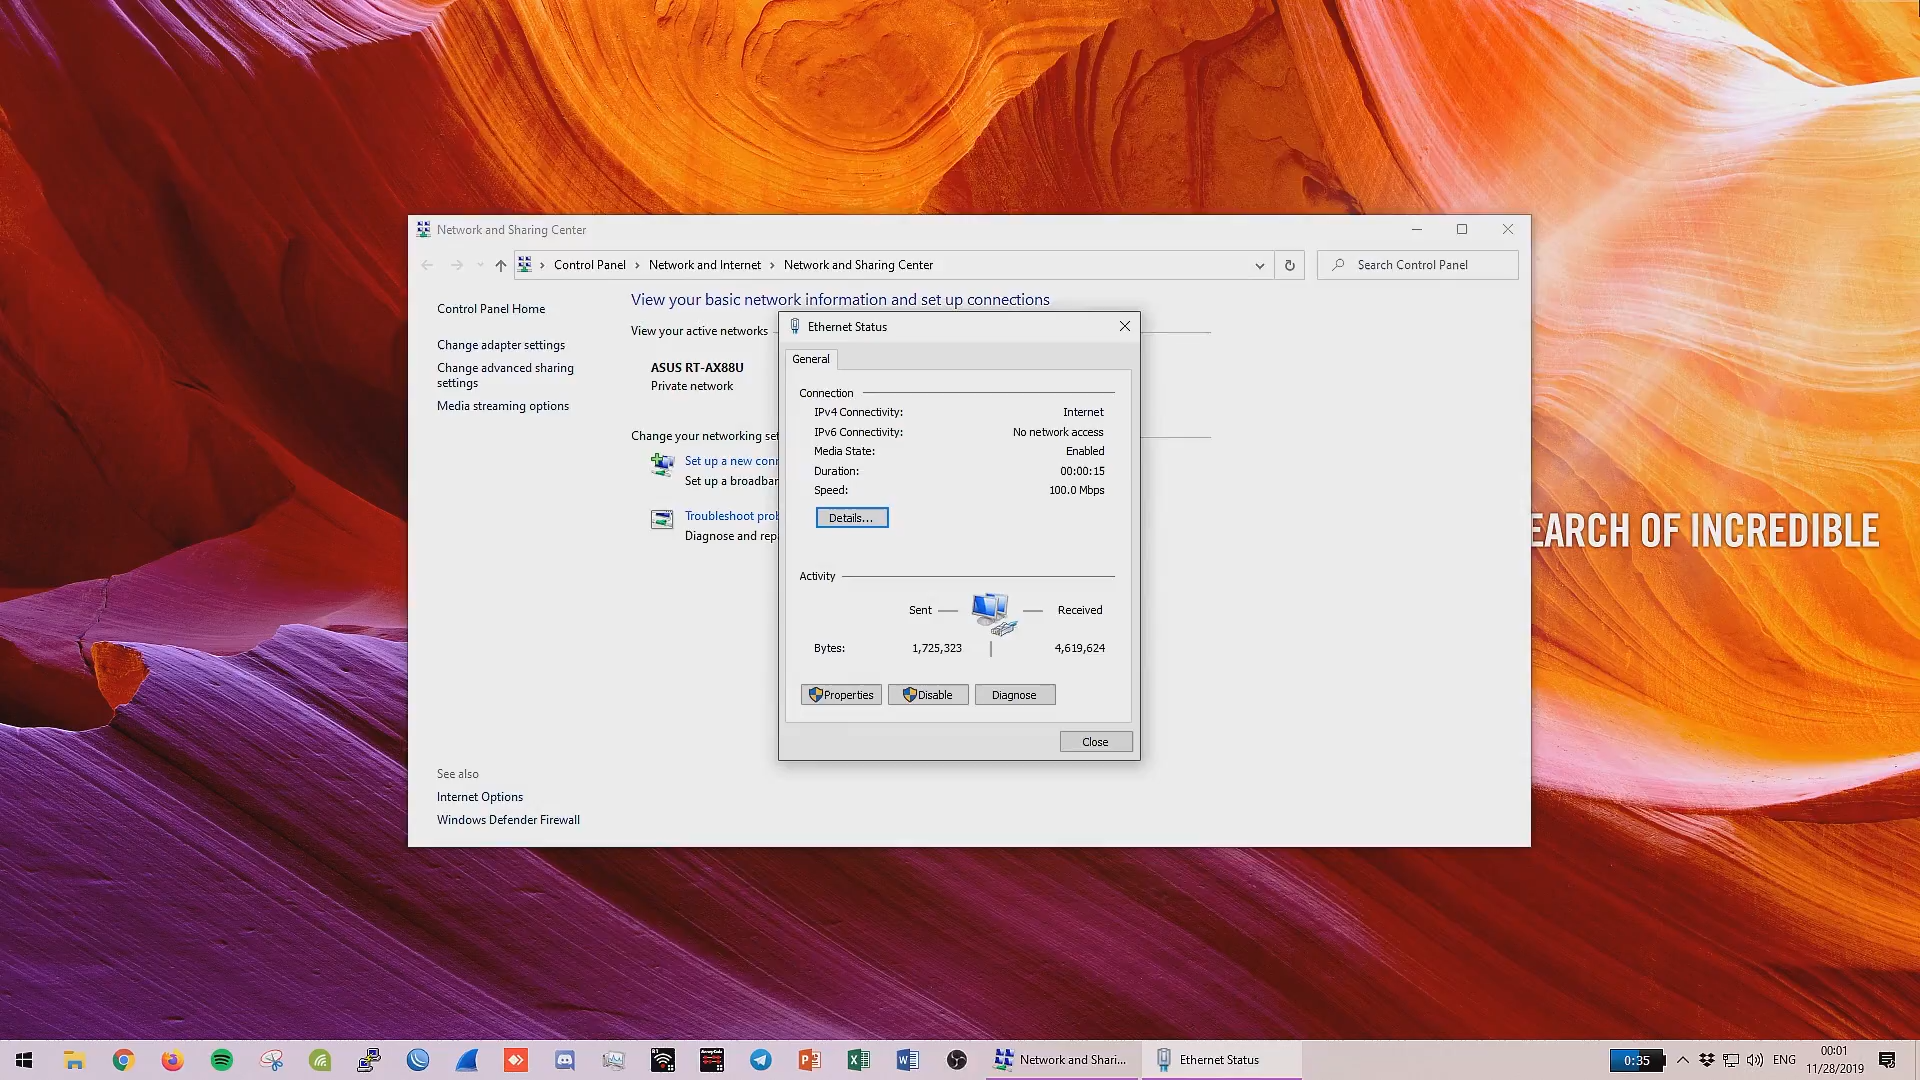 Network and Sharing Center
Control Panel
Network and Internet
Network and Sharing Center
Search Control Panel
Control Panel Home
Change adapter settings
Change advanced sharing
settings
Media streaming options
See also
Internet Options
Windows Defender Firewall
View your basic network information and set up connections
View your active networks
ASUS RT-AX88U
Private network
Change your networking set
Set up a new conn
Set up a broadban
Troubleshoot prob
Diagnose and rep
Ethernet Status
General
Connection
IPv4 Connectivity: Internet
IPv6 Connectivity: No network access
Media State: Enabled
Duration: 00:00:15
Speed: 100.0 Mbps
Details...
Activity
Sent Received
Bytes: 1,725,323 4,619,624
Properties Disable Diagnose
Close
EARCH OF INCREDIBLE
Network and Shari...
Ethernet Status
0:35
ENG
00:01
11/28/2019